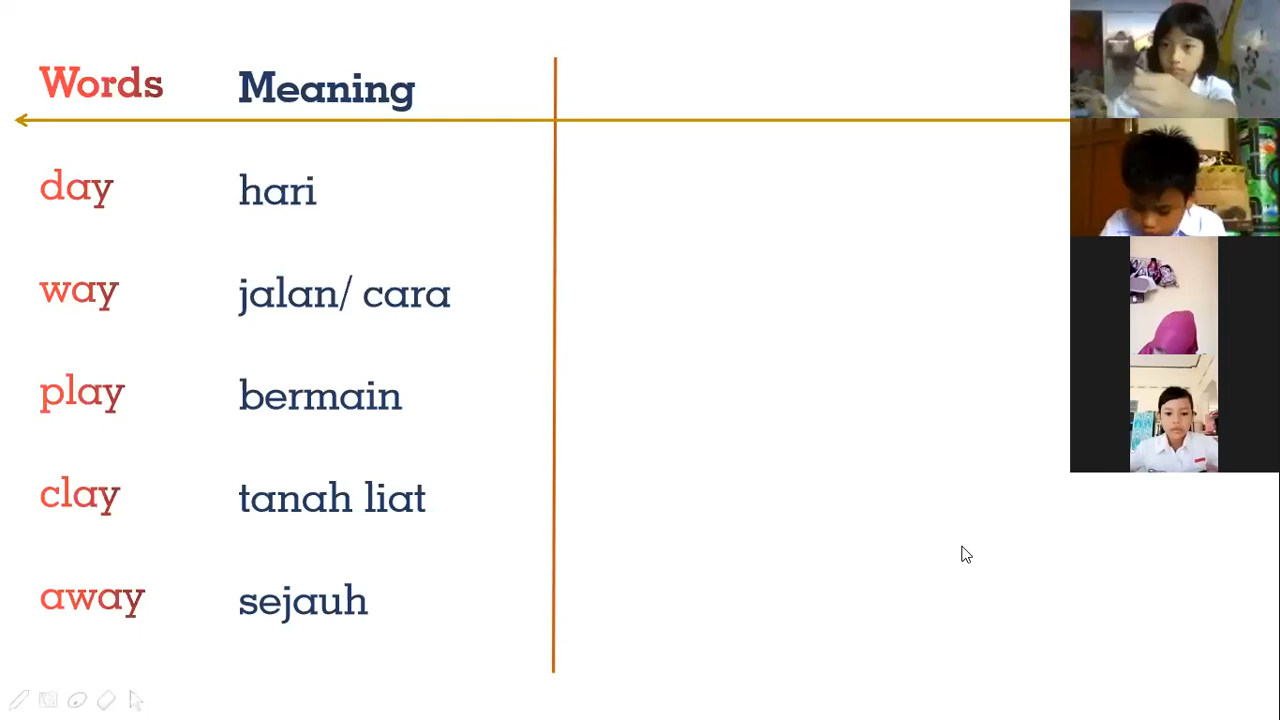 Words Meaning
day hari
way jalan/ cara
play bermain
clay tanah liat
away sejauh